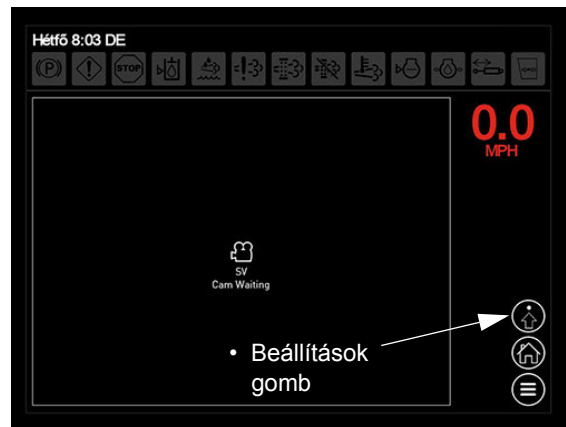 Hétfő 8:03 DE
STOP
0.0
MPH
SV
Cam Waiting
• Beállítások
gomb